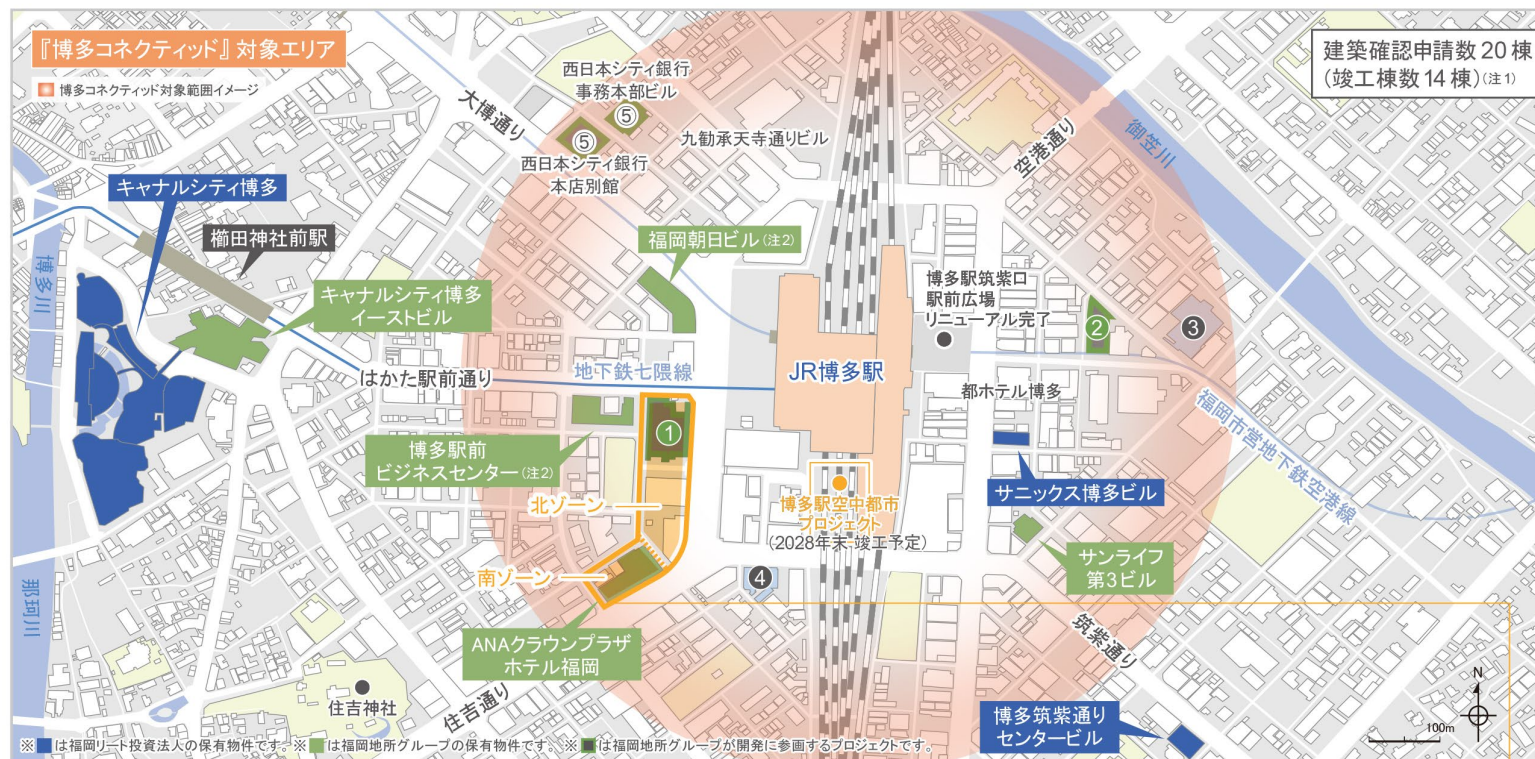 『博多コネクティッド』対象エリア
博多コネクティッド対象範囲イメージ
建築確認申請数20棟
(竣工棟数14棟)(注1)
西日本シティ銀行
事務本部ビル
⑤
⑤
西日本シティ銀行
本店別館
大博通り
九勧承天寺通りビル
空港通り
御笠川
キャナルシティ博多
櫛田神社前駅
博多川
キャナルシティ博多
イーストビル
福岡朝日ビル(注2)
博多駅筑紫口
駅前広場
リニューアル完了
2
3
はかた駅前通り
地下鉄七隈線
JR博多駅
都ホテル博多
福岡市営地下鉄空港線
1
博多駅前
ビジネスセンター(注2)
北ゾーン
博多駅空中都市
プロジェクト
(2028年末 竣工予定)
サニックス博多ビル
サンライフ
第3ビル
南ゾーン
4
那珂川
ANAクラウンプラザ
ホテル福岡
筑紫通り
住吉神社
住吉通り
博多筑紫通り
センタービル
N
100m
※■は福岡リート投資法人の保有物件です。※■は福岡地所グループの保有物件です。※■は福岡地所グループが開発に参画するプロジェクトです。